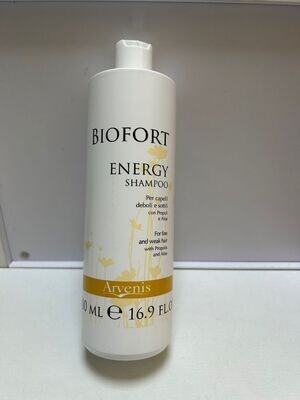 BIOFORT
ENERGY
SHAMPOO
Per capelli
deboli e sottili
con Propoli
e Aloe
For fine
and weak hair
with Propolis
and Aloe
Arvenis
0 ML e 16.9 FL.O